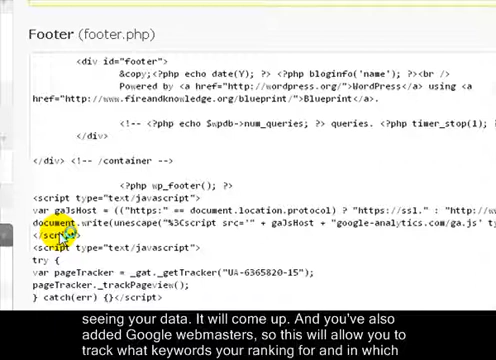 Footer (footer.php)
<div id="footer">
&copy;<?php echo date(Y); ?> <?php bloginfo('name'); ?><br />
Powered by <a href="http://wordpress.org/">WordPress</a> using <a
href="http://www.fireandknowledge.org/blueprint/">Blueprint</a>.
<!-- <?php echo $wpdb->num_queries; ?> queries. <?php timer_stop(1);
</div>
</div> <!-- /container -->
<?php wp_footer(); ?>
<script type="text/javascript">
var gaJsHost = (("https:" == document.location.protocol) ? "https://ssl." : "http://ww
document.write(unescape("%3Cscript src='" + gaJsHost + "google-analytics.com/ga.js' ty
</script>
<script type="text/javascript">
try {
var pageTracker = _gat._getTracker("UA-6365820-15");
pageTracker._trackPageview();
} catch(err) {}</script>
seeing your data. It will come up. And you've also
added Google webmasters, so this will allow you to
track what keywords your ranking for and in which